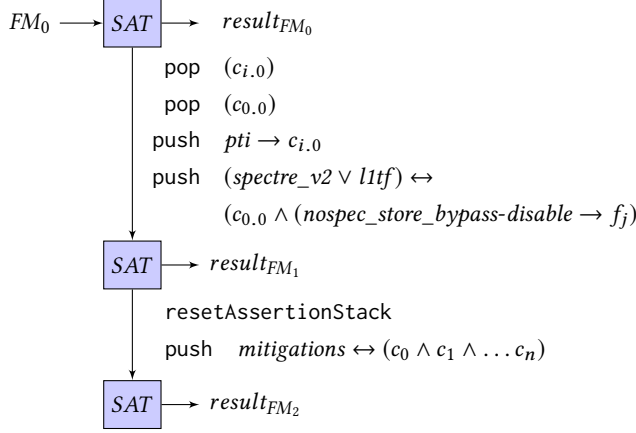 FM₀ SAT result_FM₀
pop (c_i.0)
pop (c_0.0)
push pti → c_i.0
push (spectre_v2 ∨ l1tf) ↔
(c_0.0 ∧ (nospec_store_bypass-disable → f_j)
SAT result_FM₁
resetAssertionStack
push mitigations ↔ (c_0 ∧ c_1 ∧ … c_n)
SAT result_FM₂